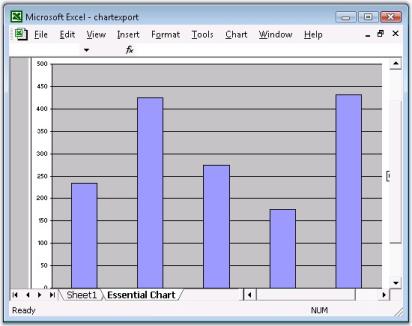 Microsoft Excel - chartexport
File Edit View Insert Format Tools Chart Window Help
fx
500
450
400
350
300
250
200
150
100
50
0
Sheet1 Essential Chart
Ready NUM